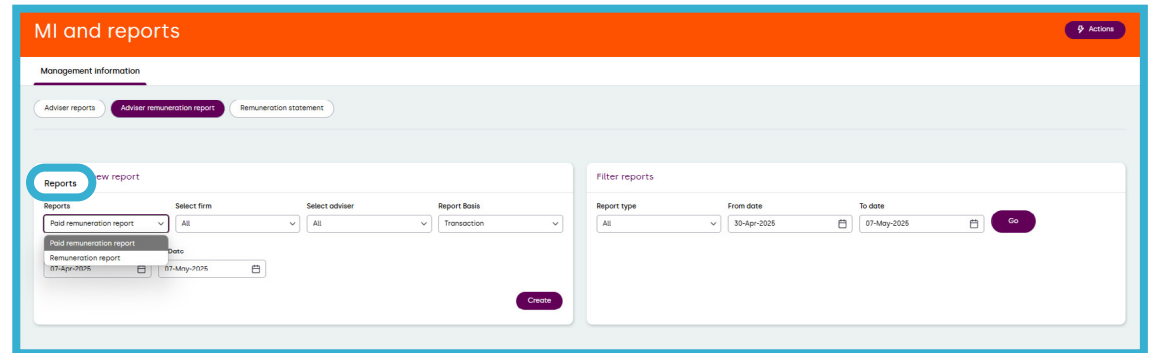 MI and reports
Actions
Management information
Adviser reports
Adviser remuneration report
Remuneration statement
ew report
Reports
Reports
Select firm
Select adviser
Report Basis
Paid remuneration report
All
All
Transaction
Paid remuneration report
Remuneration report
Date
07-Apr-2025
07-May-2025
Create
Filter reports
Report type
From date
To date
All
30-Apr-2025
07-May-2025
Go